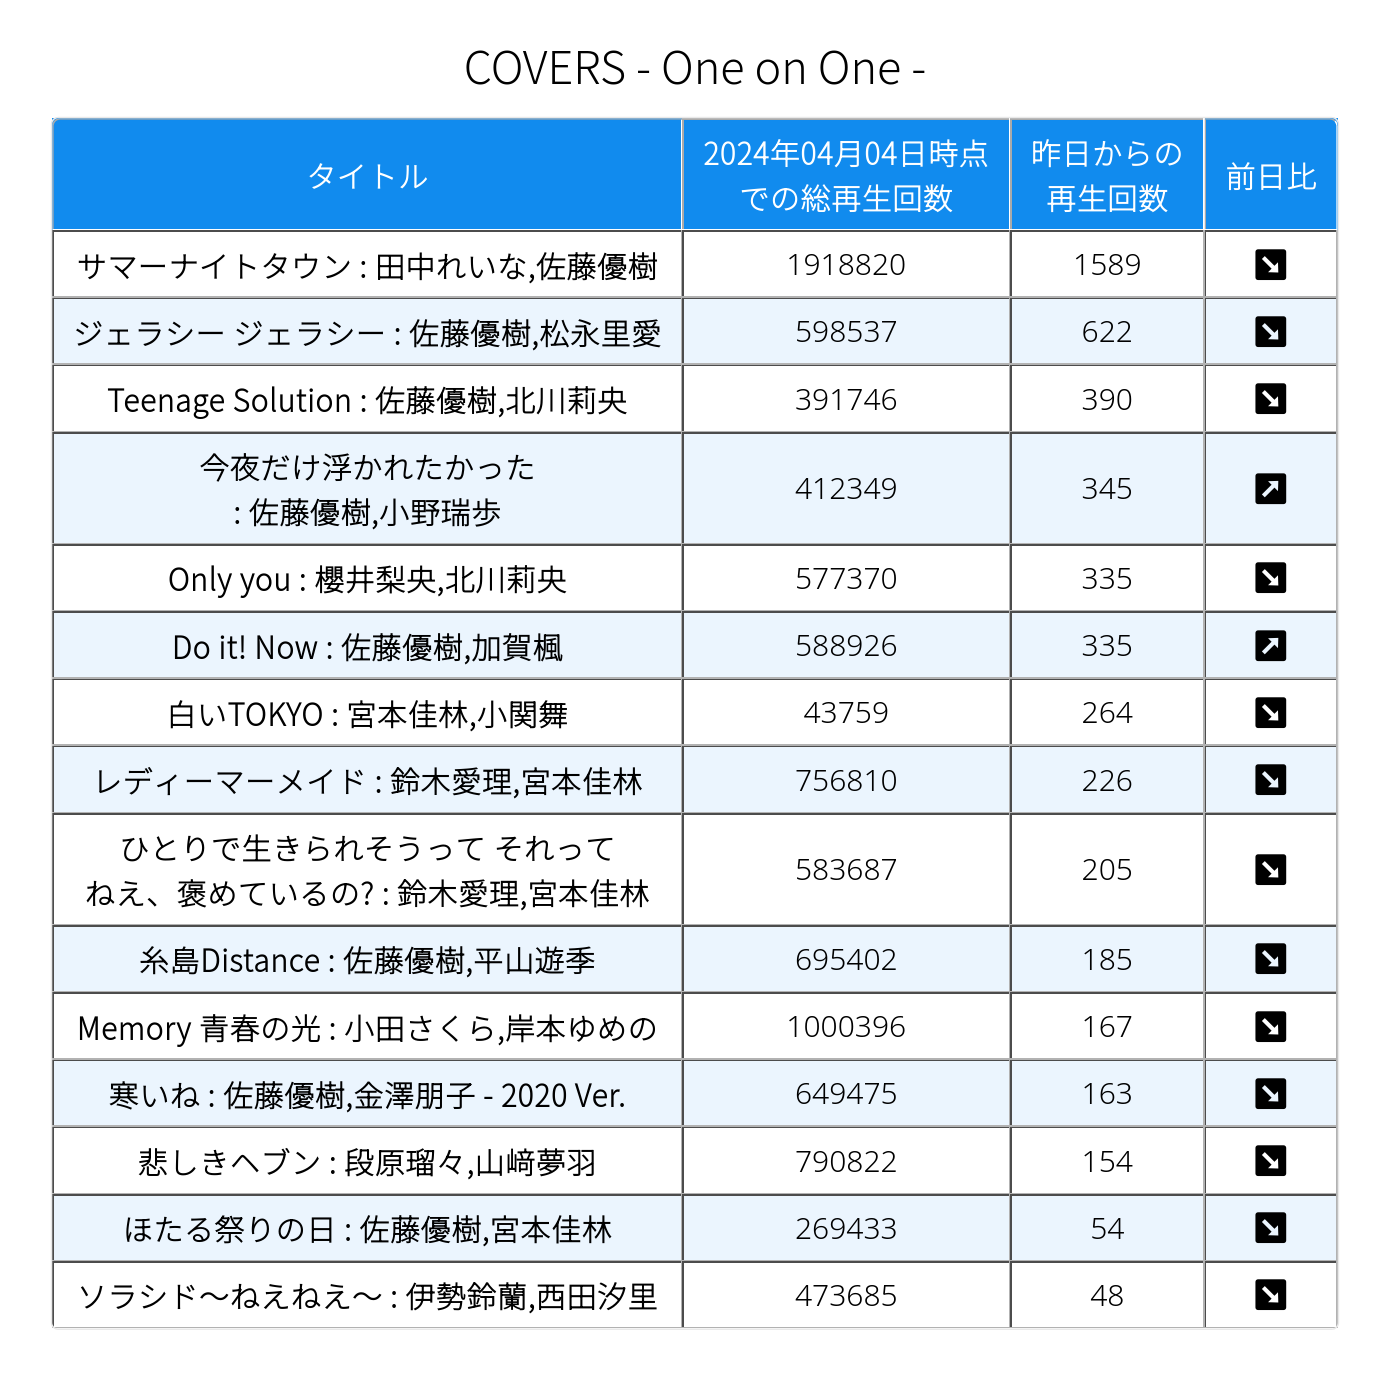 COVERS - One on One -
タイトル
2024年04月04日時点
での総再生回数
昨日からの
再生回数
前日比
サマーナイトタウン : 田中れいな,佐藤優樹
1918820
1589
ジェラシー ジェラシー : 佐藤優樹,松永里愛
598537
622
Teenage Solution : 佐藤優樹,北川莉央
391746
390
今夜だけ浮かれたかった
: 佐藤優樹,小野瑞歩
412349
345
Only you : 櫻井梨央,北川莉央
577370
335
Do it! Now : 佐藤優樹,加賀楓
588926
335
白いTOKYO : 宮本佳林,小関舞
43759
264
レディーマーメイド : 鈴木愛理,宮本佳林
756810
226
ひとりで生きられそうって それって
ねえ、褒めているの? : 鈴木愛理,宮本佳林
583687
205
糸島Distance : 佐藤優樹,平山遊季
695402
185
Memory 青春の光 : 小田さくら,岸本ゆめの
1000396
167
寒いね : 佐藤優樹,金澤朋子 - 2020 Ver.
649475
163
悲しきヘブン : 段原瑠々,山﨑夢羽
790822
154
ほたる祭りの日 : 佐藤優樹,宮本佳林
269433
54
ソラシド〜ねえねえ〜 : 伊勢鈴蘭,西田汐里
473685
48